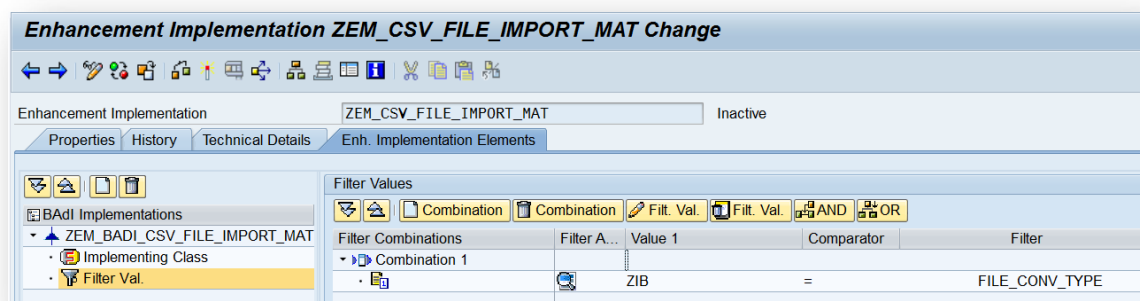 Enhancement Implementation ZEM_CSV_FILE_IMPORT_MAT Change
Enhancement Implementation ZEM_CSV_FILE_IMPORT_MAT Inactive
Properties History Technical Details Enh. Implementation Elements
Filter Values
Combination Combination Filt. Val. Filt. Val. AND OR
BAdI Implementations
ZEM_BADI_CSV_FILE_IMPORT_MAT
Implementing Class
Filter Val.
Filter Combinations Filter A... Value 1 Comparator Filter
Combination 1
ZIB = FILE_CONV_TYPE